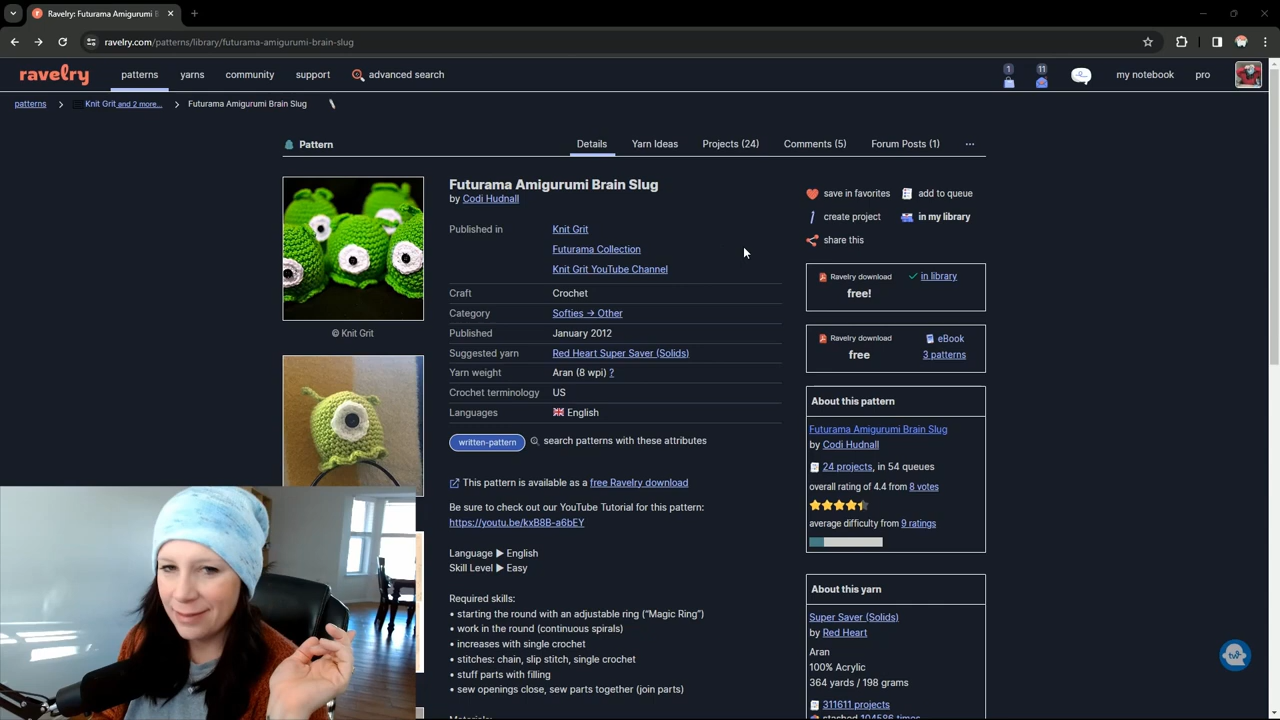 Ravelry: Futurama Amigurumi B
ravelry.com/patterns/library/futurama-amigurumi-brain-slug
ravelry
patterns
yarns
community
support
advanced search
1
11
my notebook
pro
patterns
Knit Grit and 2 more...
Futurama Amigurumi Brain Slug
Pattern
Details
Yarn Ideas
Projects (24)
Comments (5)
Forum Posts (1)
Futurama Amigurumi Brain Slug
by Codi Hudnall
Published in
Knit Grit
Futurama Collection
Knit Grit YouTube Channel
Craft
Crochet
Category
Softies → Other
Published
January 2012
Suggested yarn
Red Heart Super Saver (Solids)
Yarn weight
Aran (8 wpi) ?
Crochet terminology
US
Languages
English
written-pattern
search patterns with these attributes
This pattern is available as a free Ravelry download
Be sure to check out our YouTube Tutorial for this pattern:
https://youtu.be/kxB8B-a6bEY
Language ▶ English
Skill Level ▶ Easy
Required skills:
• starting the round with an adjustable ring (“Magic Ring”)
• work in the round (continuous spirals)
• increases with single crochet
• stitches: chain, slip stitch, single crochet
• stuff parts with filling
• sew openings close, sew parts together (join parts)
© Knit Grit
save in favorites
add to queue
create project
in my library
share this
Ravelry download
in library
free!
Ravelry download
eBook
free
3 patterns
About this pattern
Futurama Amigurumi Brain Slug
by Codi Hudnall
24 projects, in 54 queues
overall rating of 4.4 from 8 votes
average difficulty from 9 ratings
About this yarn
Super Saver (Solids)
by Red Heart
Aran
100% Acrylic
364 yards / 198 grams
311611 projects
stashed 104586 times